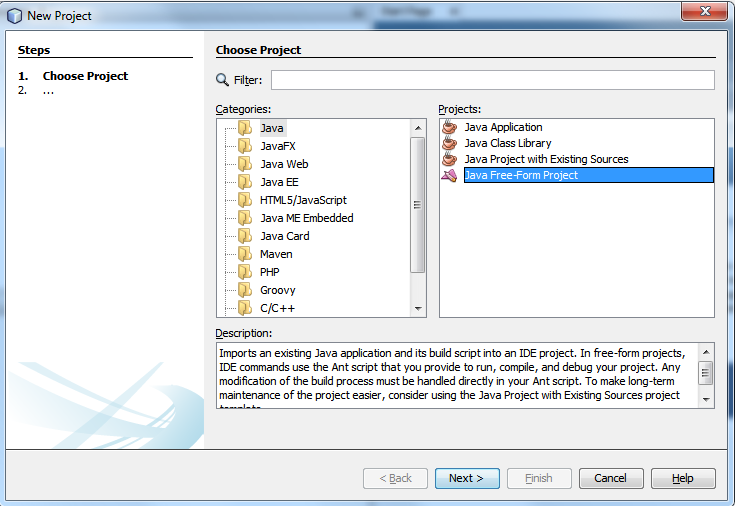 New Project
Start Page
Steps
1. Choose Project
2. ...
Choose Project
Filter:
Categories:
Java
JavaFX
Java Web
Java EE
HTML5/JavaScript
Java ME Embedded
Java Card
Maven
PHP
Groovy
C/C++
Projects:
Java Application
Java Class Library
Java Project with Existing Sources
Java Free-Form Project
Description:
Imports an existing Java application and its build script into an IDE project. In free-form projects,
IDE commands use the Ant script that you provide to run, compile, and debug your project. Any
modification of the build process must be handled directly in your Ant script. To make long-term
maintenance of the project easier, consider using the Java Project with Existing Sources project
template.
< Back
Next >
Finish
Cancel
Help